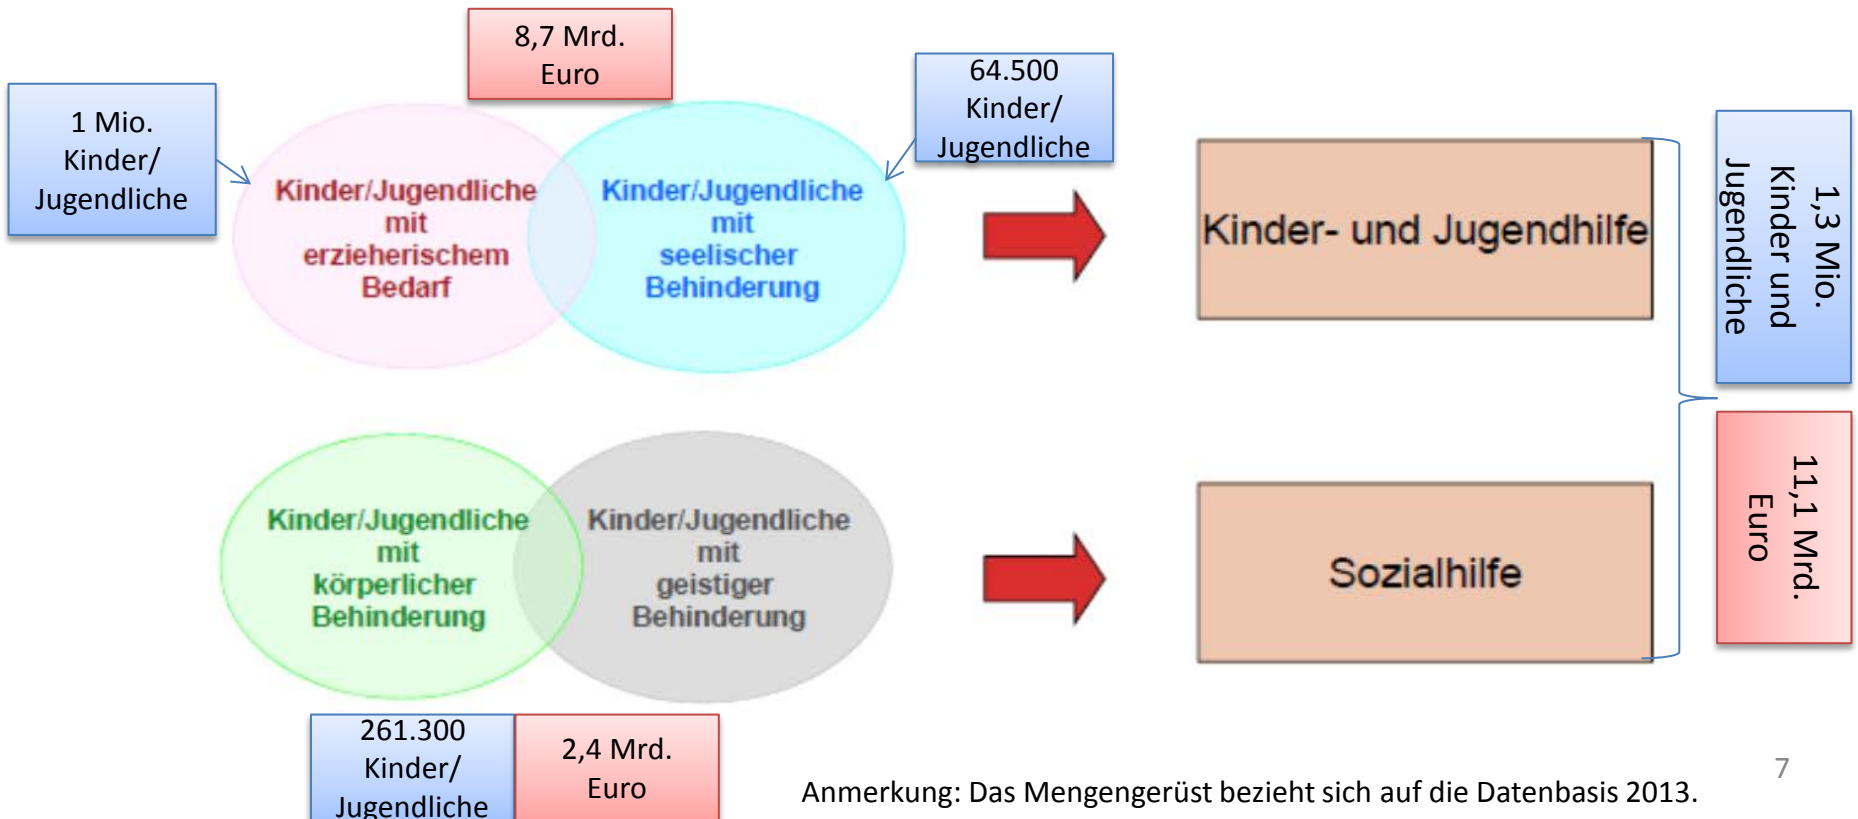 8,7 Mrd.
Euro
1 Mio.
Kinder/
Jugendliche
64.500
Kinder/
Jugendliche
Kinder/Jugendliche
mit
erzieherischem
Bedarf
Kinder/Jugendliche
mit
seelischer
Behinderung
Kinder- und Jugendhilfe
1,3 Mio.
Kinder und
Jugendliche
Kinder/Jugendliche
mit
körperlicher
Behinderung
Kinder/Jugendliche
mit
geistiger
Behinderung
Sozialhilfe
11,1 Mrd.
Euro
261.300
Kinder/
Jugendliche
2,4 Mrd.
Euro
Anmerkung: Das Mengengerüst bezieht sich auf die Datenbasis 2013.
7